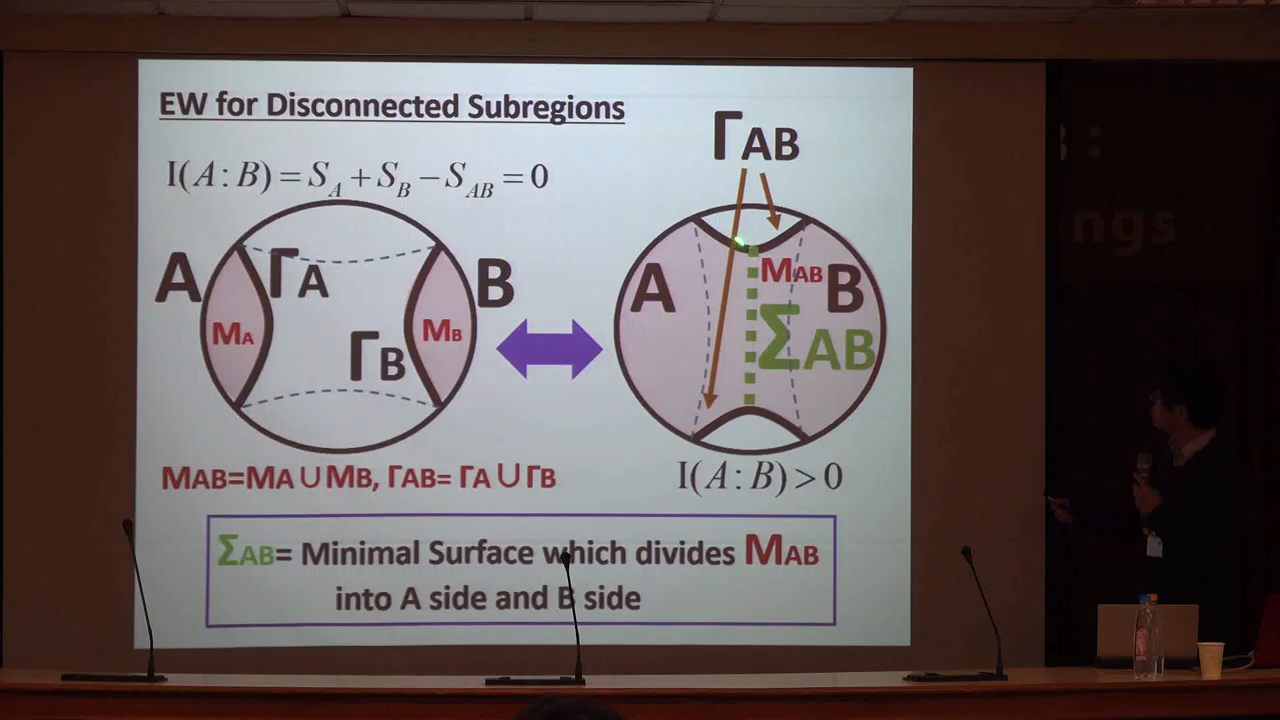 EW for Disconnected Subregions
I(A:B)=S_A+S_B−S_AB=0
A
ΓA
B
MA
MB
ΓB
MAB=MA∪MB, ΓAB= ΓA∪ΓB
ΓAB
A
MAB
B
ΣAB
I(A:B)>0
ΣAB= Minimal Surface which divides MAB
into A side and B side
ngs